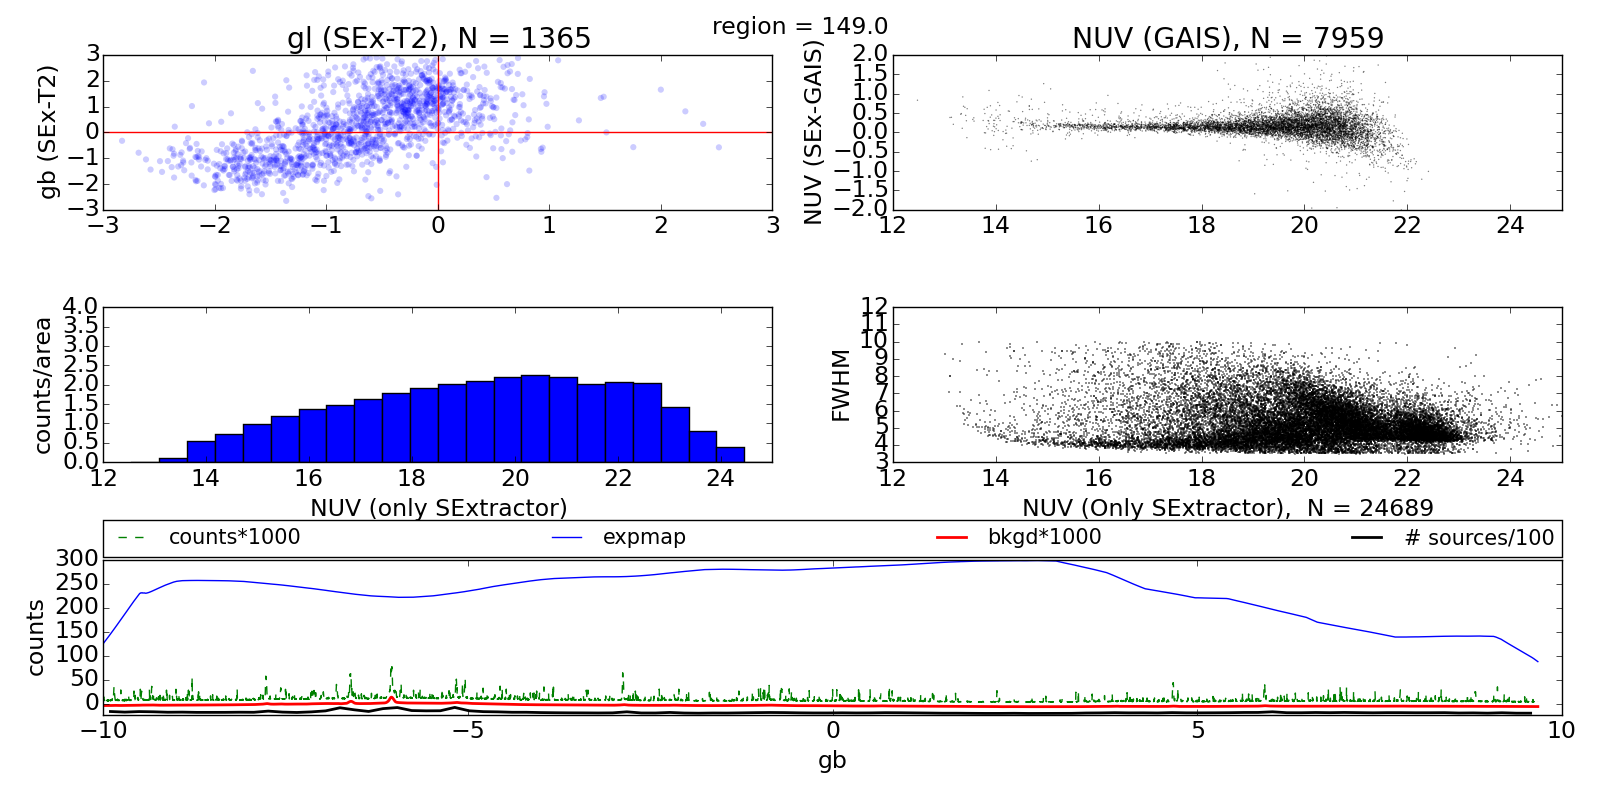 region = 149.0
gl (SEx-T2), N = 1365
gb (SEx-T2)
3
2
1
0
−1
−2
−3
−3 −2 −1 0 1 2 3
NUV (GAIS), N = 7959
NUV (SEx-GAIS)
2.0
1.5
1.0
0.5
0.0
−0.5
−1.0
−1.5
−2.0
12 14 16 18 20 22 24
counts/area
4.0
3.5
3.0
2.5
2.0
1.5
1.0
0.5
0.0
12 14 16 18 20 22 24
NUV (only SExtractor)
FWHM
12
11
10
9
8
7
6
5
4
3
12 14 16 18 20 22 24
NUV (Only SExtractor), N = 24689
counts*1000 expmap bkgd*1000 # sources/100
counts
300
250
200
150
100
50
0
−10 −5 0 5 10
gb